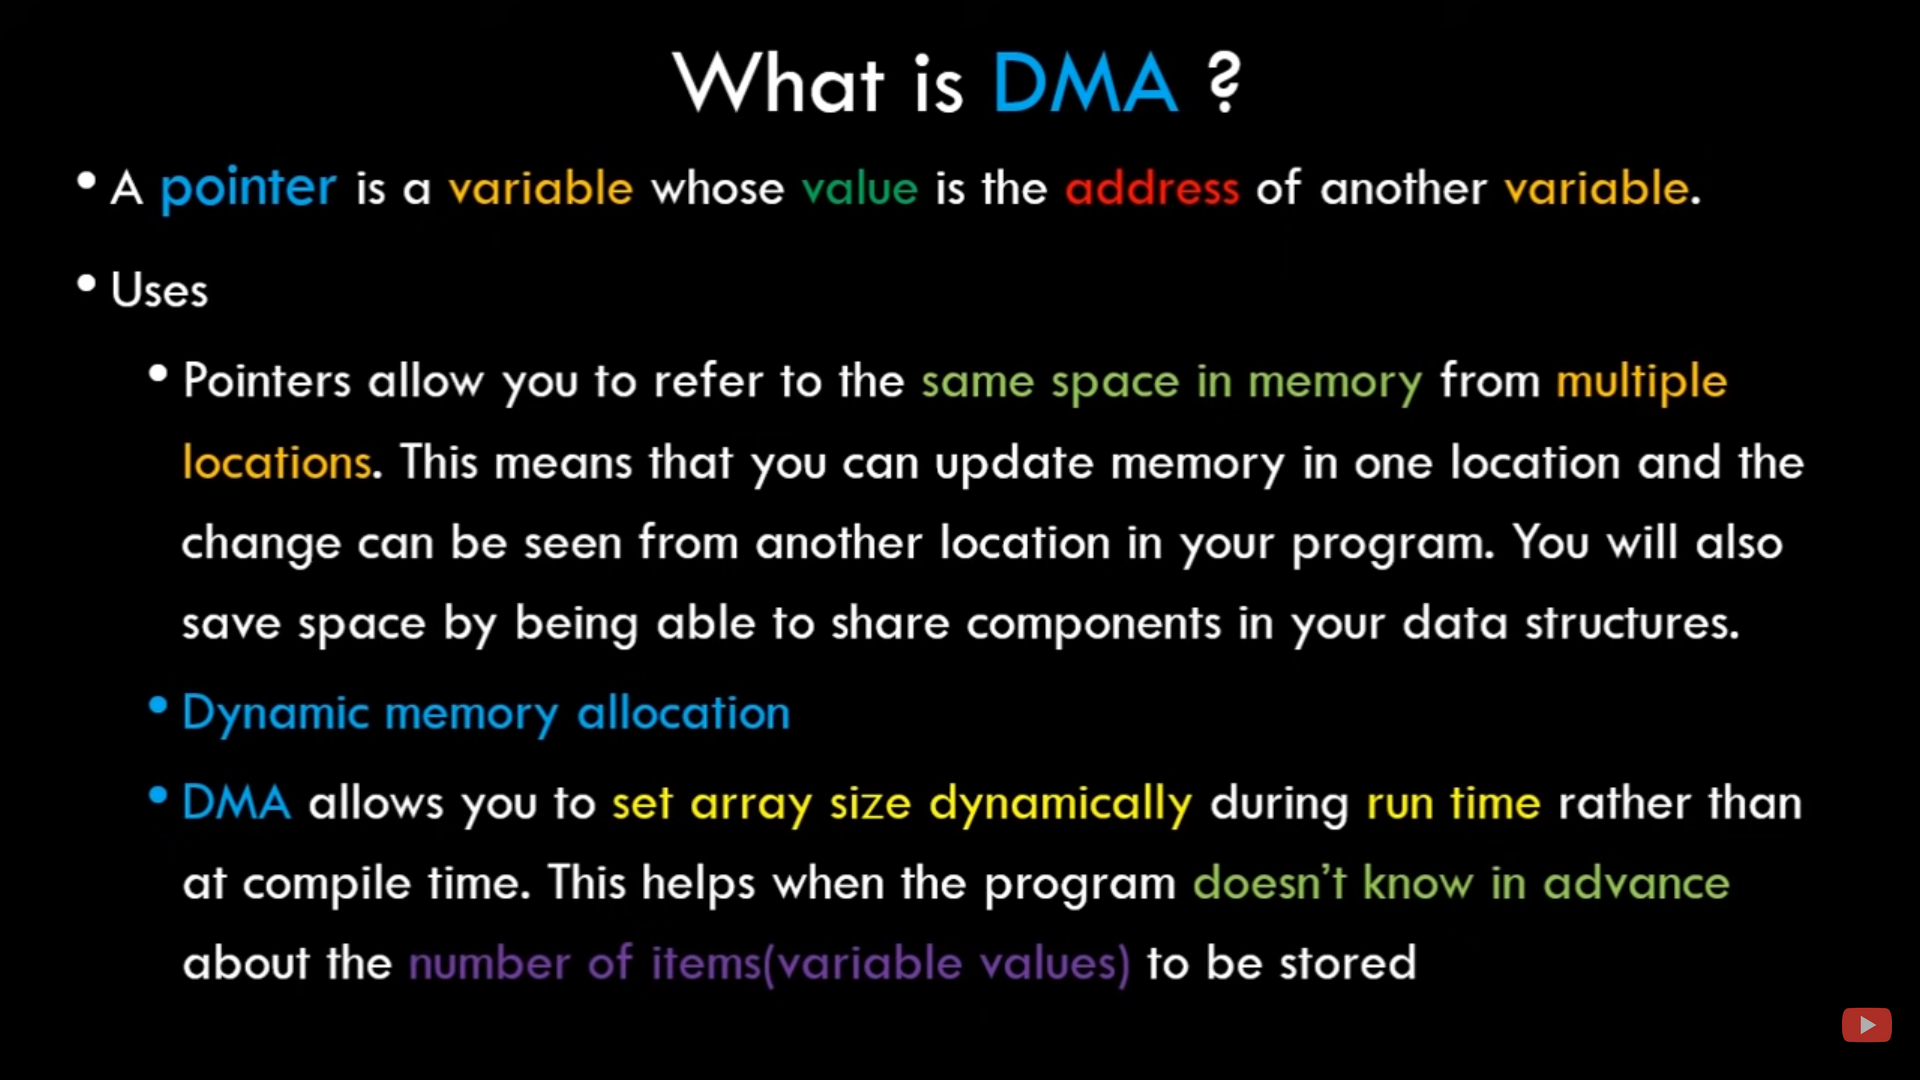 What is DMA ?
• A pointer is a variable whose value is the address of another variable.
• Uses
• Pointers allow you to refer to the same space in memory from multiple
locations. This means that you can update memory in one location and the
change can be seen from another location in your program. You will also
save space by being able to share components in your data structures.
• Dynamic memory allocation
• DMA allows you to set array size dynamically during run time rather than
at compile time. This helps when the program doesn’t know in advance
about the number of items(variable values) to be stored